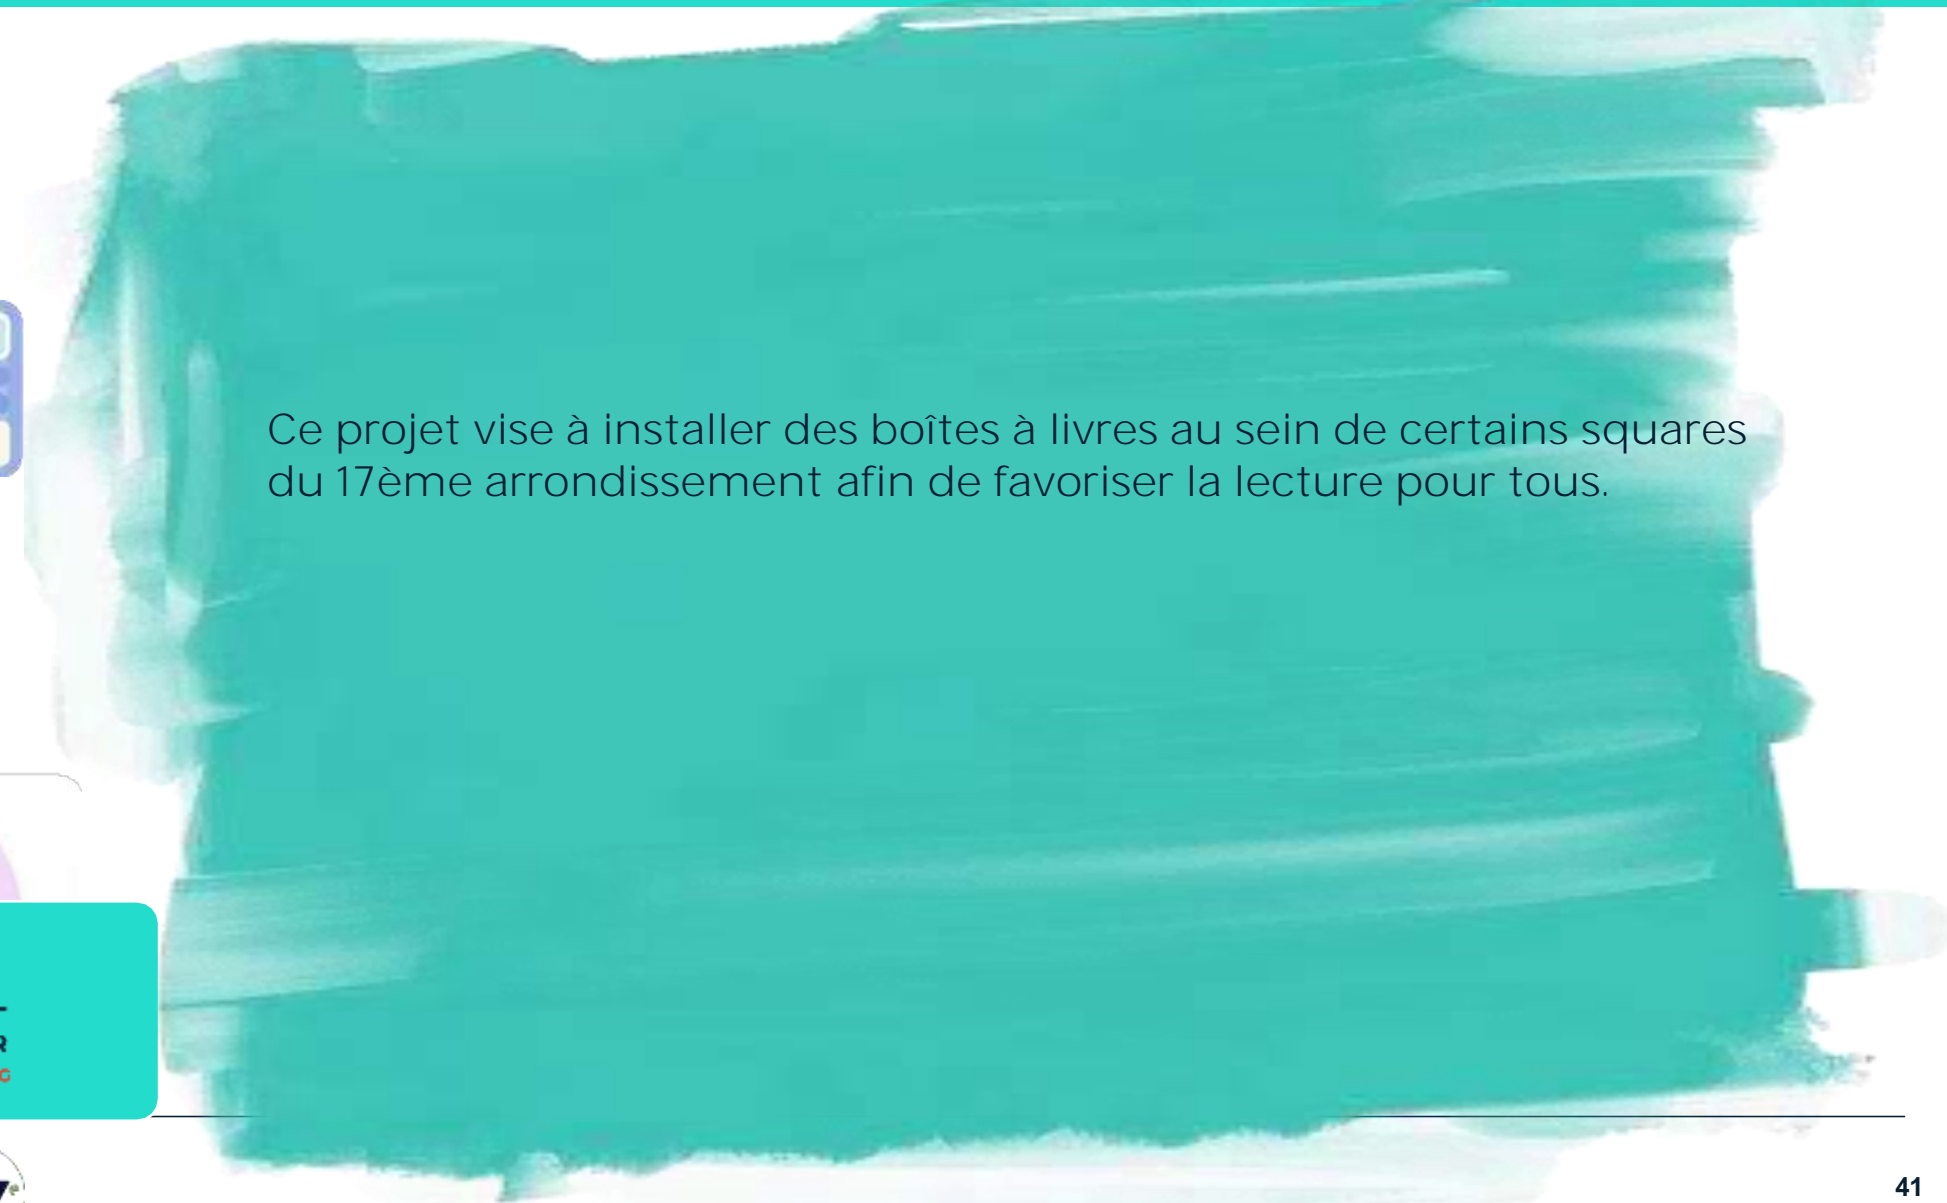 Ce projet vise à installer des boîtes à livres au sein de certains squares
du 17ème arrondissement afin de favoriser la lecture pour tous.
41